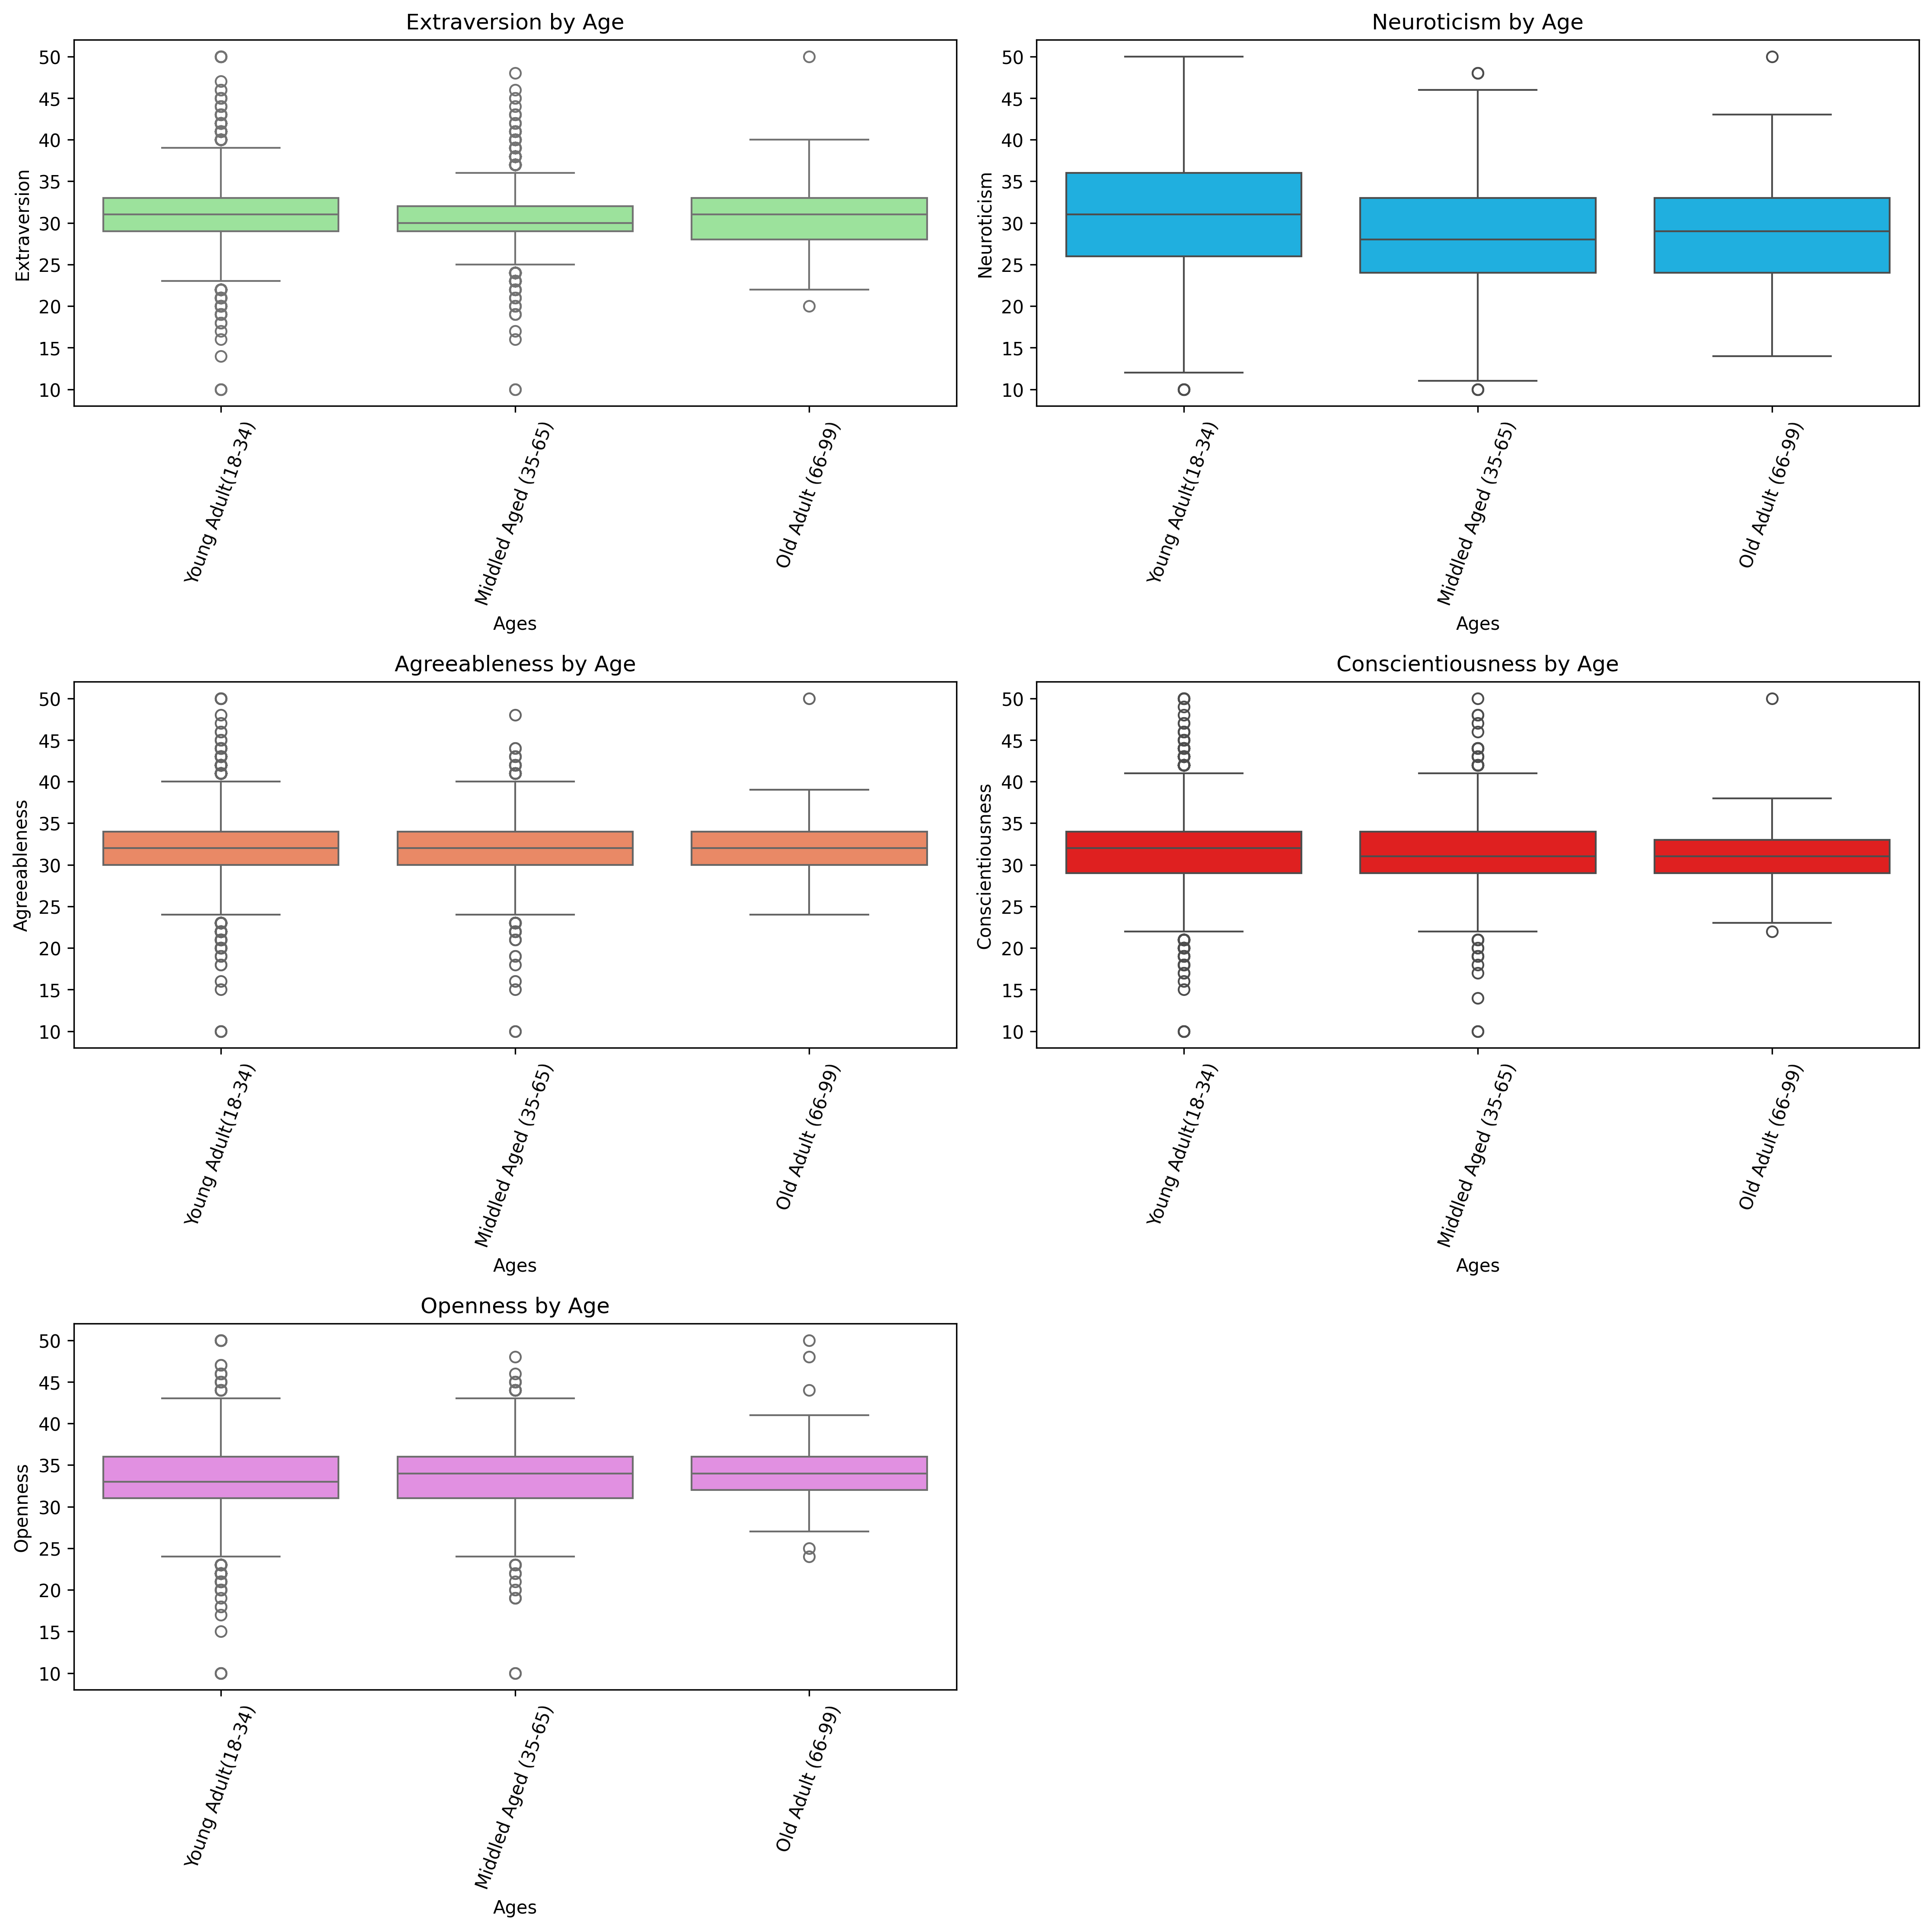 Extraversion by Age
Extraversion
50
45
40
35
30
25
20
15
10
Young Adult(18-34)
Middled Aged (35-65)
Old Adult (66-99)
Ages
Neuroticism by Age
Neuroticism
50
45
40
35
30
25
20
15
10
Young Adult(18-34)
Middled Aged (35-65)
Old Adult (66-99)
Ages
Agreeableness by Age
Agreeableness
50
45
40
35
30
25
20
15
10
Young Adult(18-34)
Middled Aged (35-65)
Old Adult (66-99)
Ages
Conscientiousness by Age
Conscientiousness
50
45
40
35
30
25
20
15
10
Young Adult(18-34)
Middled Aged (35-65)
Old Adult (66-99)
Ages
Openness by Age
Openness
50
45
40
35
30
25
20
15
10
Young Adult(18-34)
Middled Aged (35-65)
Old Adult (66-99)
Ages